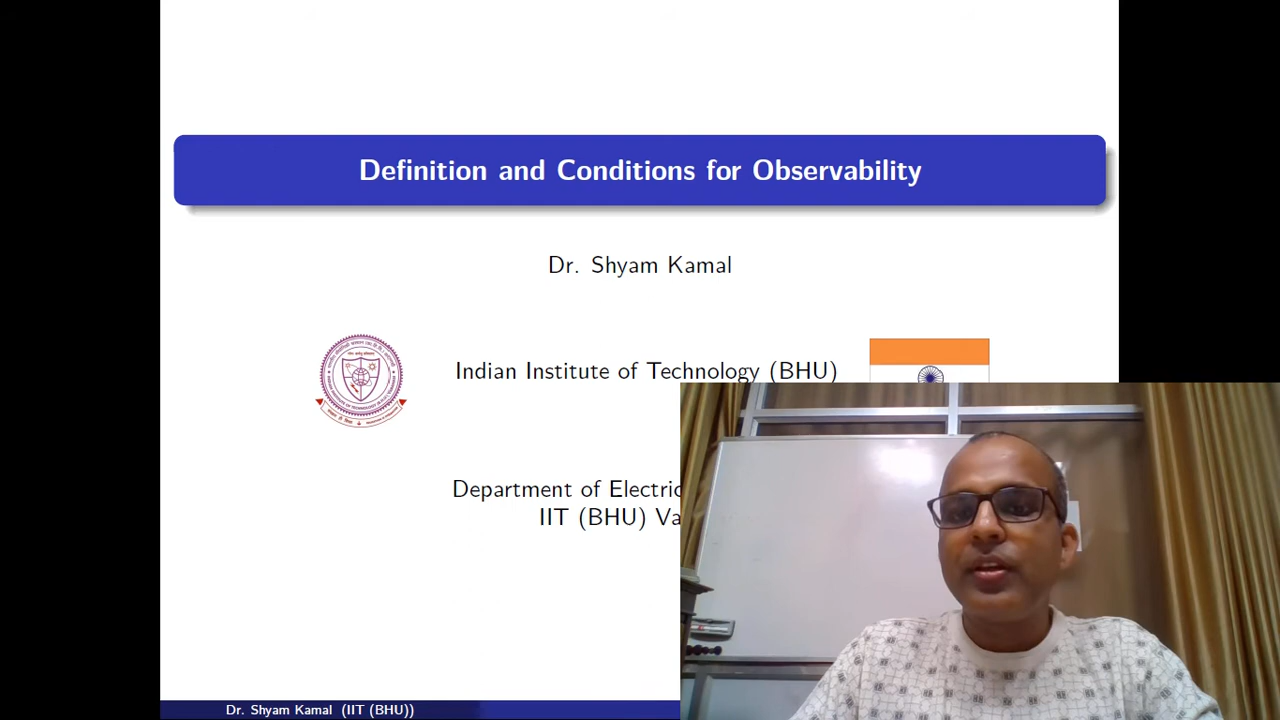 Definition and Conditions for Observability
Dr. Shyam Kamal
Indian Institute of Technology (BHU)
Department of Electric
IIT (BHU) Va
Dr. Shyam Kamal (IIT (BHU))